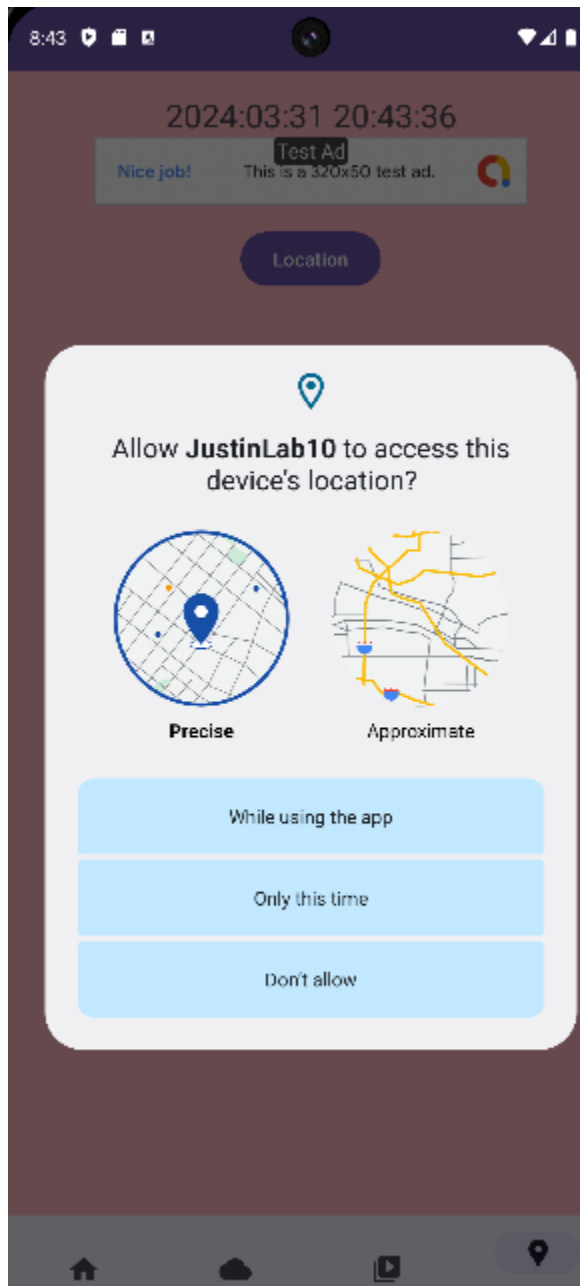 8:43
2024:03:31 20:43:36
Test Ad
Nice job!
This is a 320x50 test ad.
Location
Allow JustinLab10 to access this
device's location?
Precise
Approximate
While using the app
Only this time
Don't allow